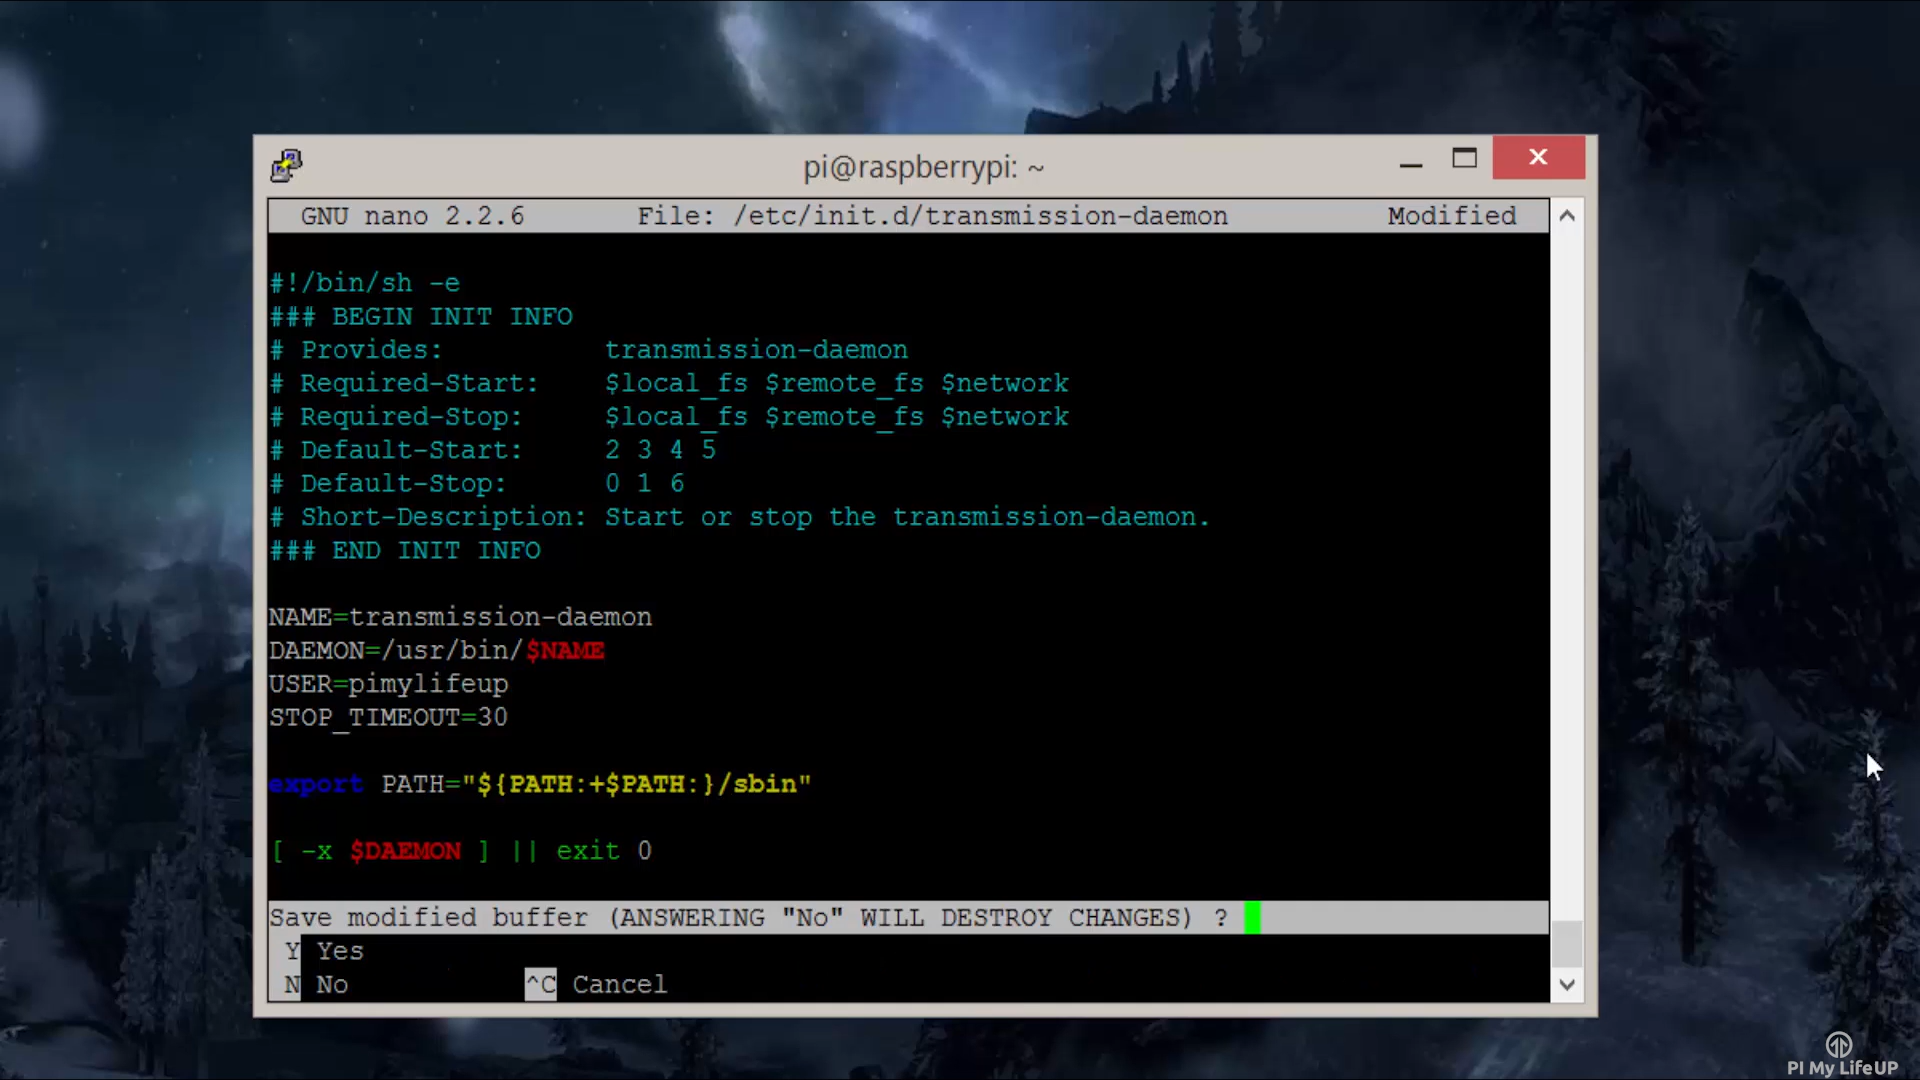 pi@raspberrypi: ~
GNU nano 2.2.6 File: /etc/init.d/transmission-daemon Modified
#!/bin/sh -e
### BEGIN INIT INFO
# Provides: transmission-daemon
# Required-Start: $local_fs $remote_fs $network
# Required-Stop: $local_fs $remote_fs $network
# Default-Start: 2 3 4 5
# Default-Stop: 0 1 6
# Short-Description: Start or stop the transmission-daemon.
### END INIT INFO
NAME=transmission-daemon
DAEMON=/usr/bin/$NAME
USER=pimylifeup
STOP_TIMEOUT=30
export PATH="${PATH:+$PATH:}/sbin"
[ -x $DAEMON ] || exit 0
Save modified buffer (ANSWERING "No" WILL DESTROY CHANGES) ?
Y Yes
N No ^C Cancel
PI My LifeUP